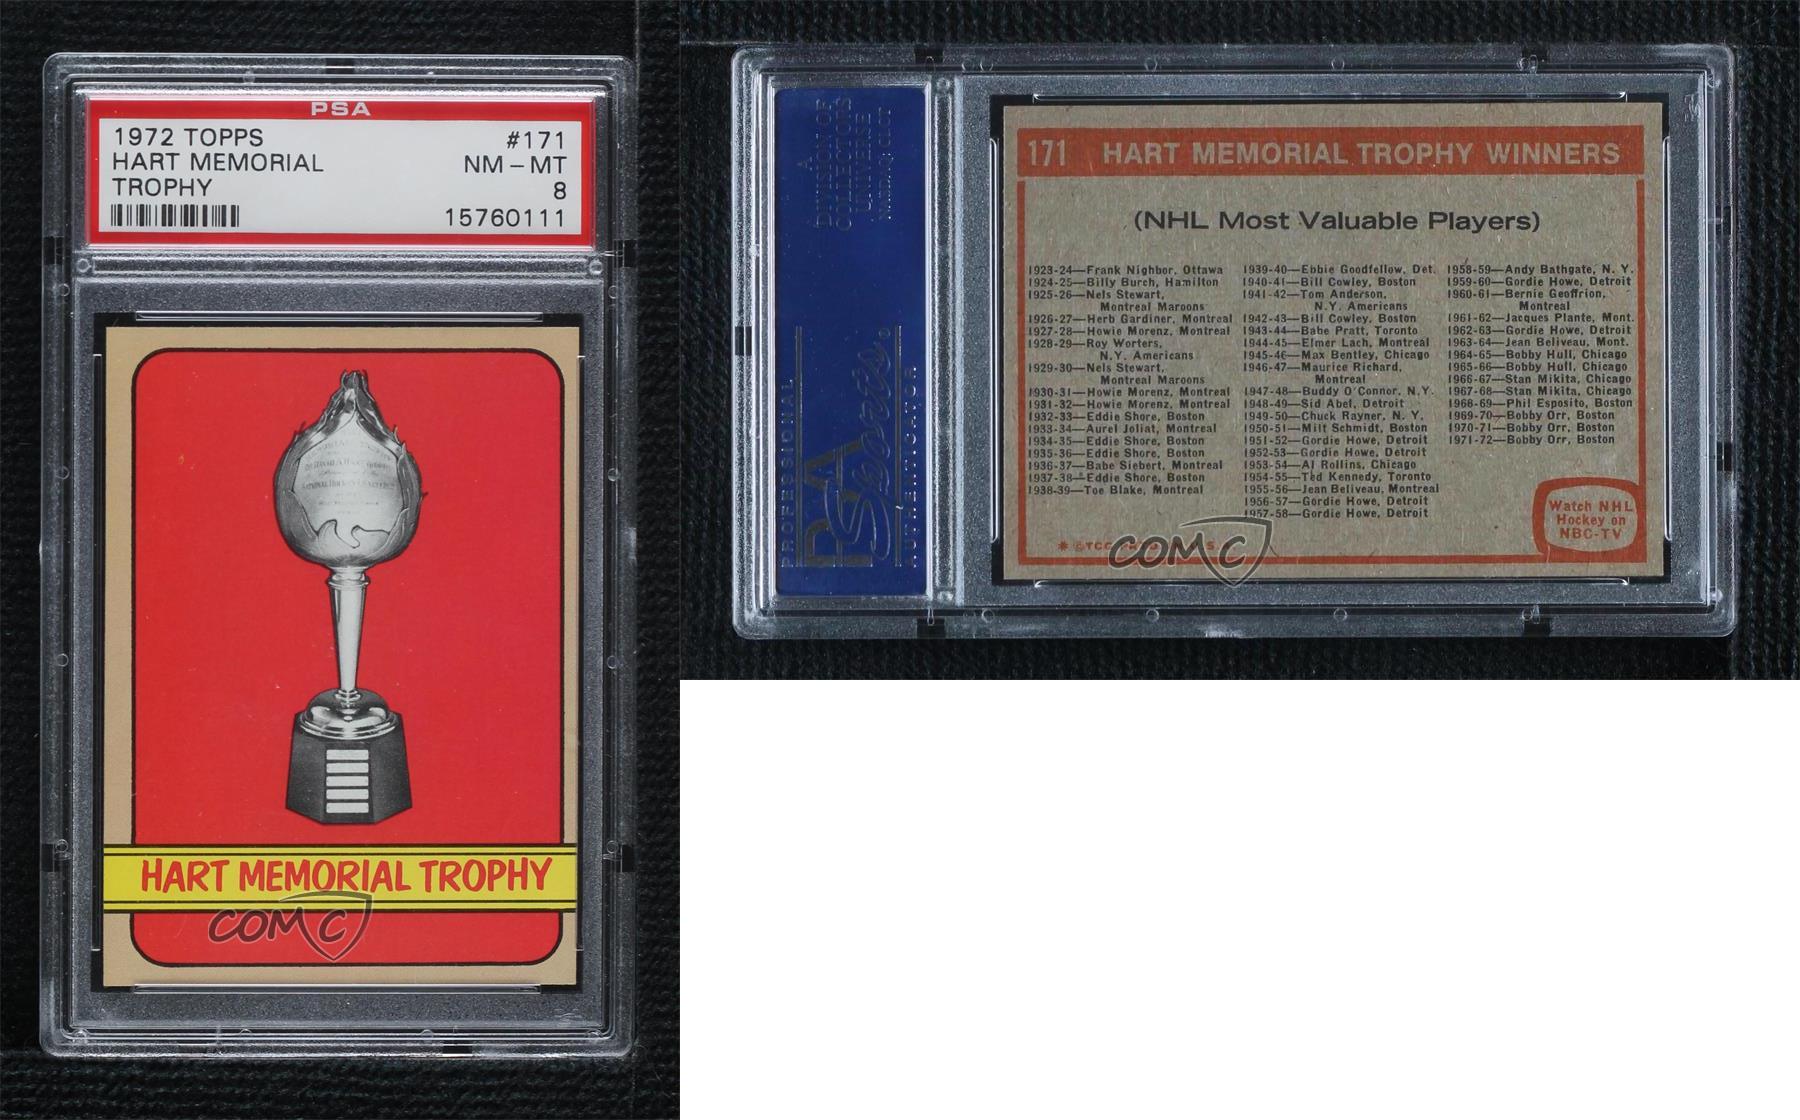 PSA
1972 TOPPS #171
HART MEMORIAL NM - MT
TROPHY 8
15760111
HART MEMORIAL TROPHY
COMC
A
DIVISION OF
COLLECTORS
UNIVERSE
NASDAQ: CLCT
PROFESSIONAL
PSA
Sports
AUTHENTICATOR
171 HART MEMORIAL TROPHY WINNERS
(NHL Most Valuable Players)
1923-24—Frank Nighbor, Ottawa
1924-25—Billy Burch, Hamilton
1925-26—Nels Stewart,
Montreal Maroons
1926-27—Herb Gardiner, Montreal
1927-28—Howie Morenz, Montreal
1928-29—Roy Worters,
N.Y. Americans
1929-30—Nels Stewart,
Montreal Maroons
1930-31—Howie Morenz, Montreal
1931-32—Howie Morenz, Montreal
1932-33—Eddie Shore, Boston
1933-34—Aurel Joliat, Montreal
1934-35—Eddie Shore, Boston
1935-36—Eddie Shore, Boston
1936-37—Babe Siebert, Montreal
1937-38—Eddie Shore, Boston
1938-39—Toe Blake, Montreal
1939-40—Ebbie Goodfellow, Det.
1940-41—Bill Cowley, Boston
1941-42—Tom Anderson,
N.Y. Americans
1942-43—Bill Cowley, Boston
1943-44—Babe Pratt, Toronto
1944-45—Elmer Lach, Montreal
1945-46—Max Bentley, Chicago
1946-47—Maurice Richard,
Montreal
1947-48—Buddy O'Connor, N.Y.
1948-49—Sid Abel, Detroit
1949-50—Chuck Rayner, N. Y.
1950-51—Milt Schmidt, Boston
1951-52—Gordie Howe, Detroit
1952-53—Gordie Howe, Detroit
1953-54—Al Rollins, Chicago
1954-55—Ted Kennedy, Toronto
1955-56—Jean Beliveau, Montreal
1956-57—Gordie Howe, Detroit
1957-58—Gordie Howe, Detroit
1958-59—Andy Bathgate, N. Y.
1959-60—Gordie Howe, Detroit
1960-61—Bernie Geoffrion,
Montreal
1961-62—Jacques Plante, Mont.
1962-63—Gordie Howe, Detroit
1963-64—Jean Beliveau, Mont.
1964-65—Bobby Hull, Chicago
1965-66—Bobby Hull, Chicago
1966-67—Stan Mikita, Chicago
1967-68—Stan Mikita, Chicago
1968-69—Phil Esposito, Boston
1969-70—Bobby Orr, Boston
1970-71—Bobby Orr, Boston
1971-72—Bobby Orr, Boston
Watch NHL
Hockey on
NBC-TV
COMC